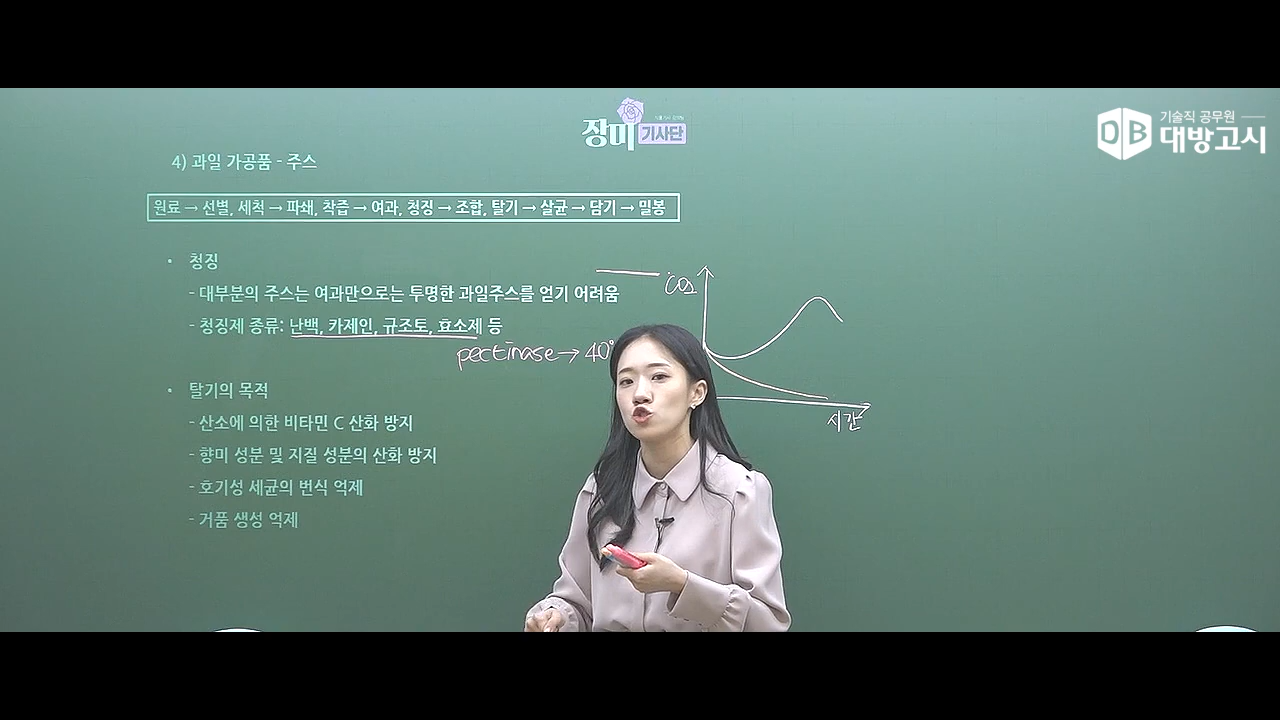 장미
기사단
기술직 공무원
DB 대방고시
4) 과일 가공품 - 주스
원료 → 선별, 세척 → 파쇄, 착즙 → 여과, 청징 → 조합, 탈기 → 살균 → 담기 → 밀봉
• 청징
- 대부분의 주스는 여과만으로는 투명한 과일주스를 얻기 어려움
- 청징제 종류: 난백, 카제인, 규조토, 효소제 등
pectinase → 40°
CO₂
시간
• 탈기의 목적
- 산소에 의한 비타민 C 산화 방지
- 향미 성분 및 지질 성분의 산화 방지
- 호기성 세균의 번식 억제
- 거품 생성 억제